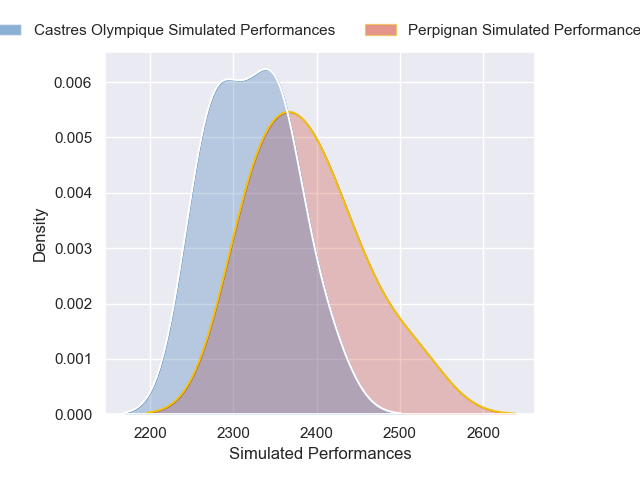 Castres Olympique Simulated Performances
Perpignan Simulated Performance
0.006
0.005
0.004
0.003
0.002
0.001
0.000
Density
2200 2300 2400 2500 2600
Simulated Performances